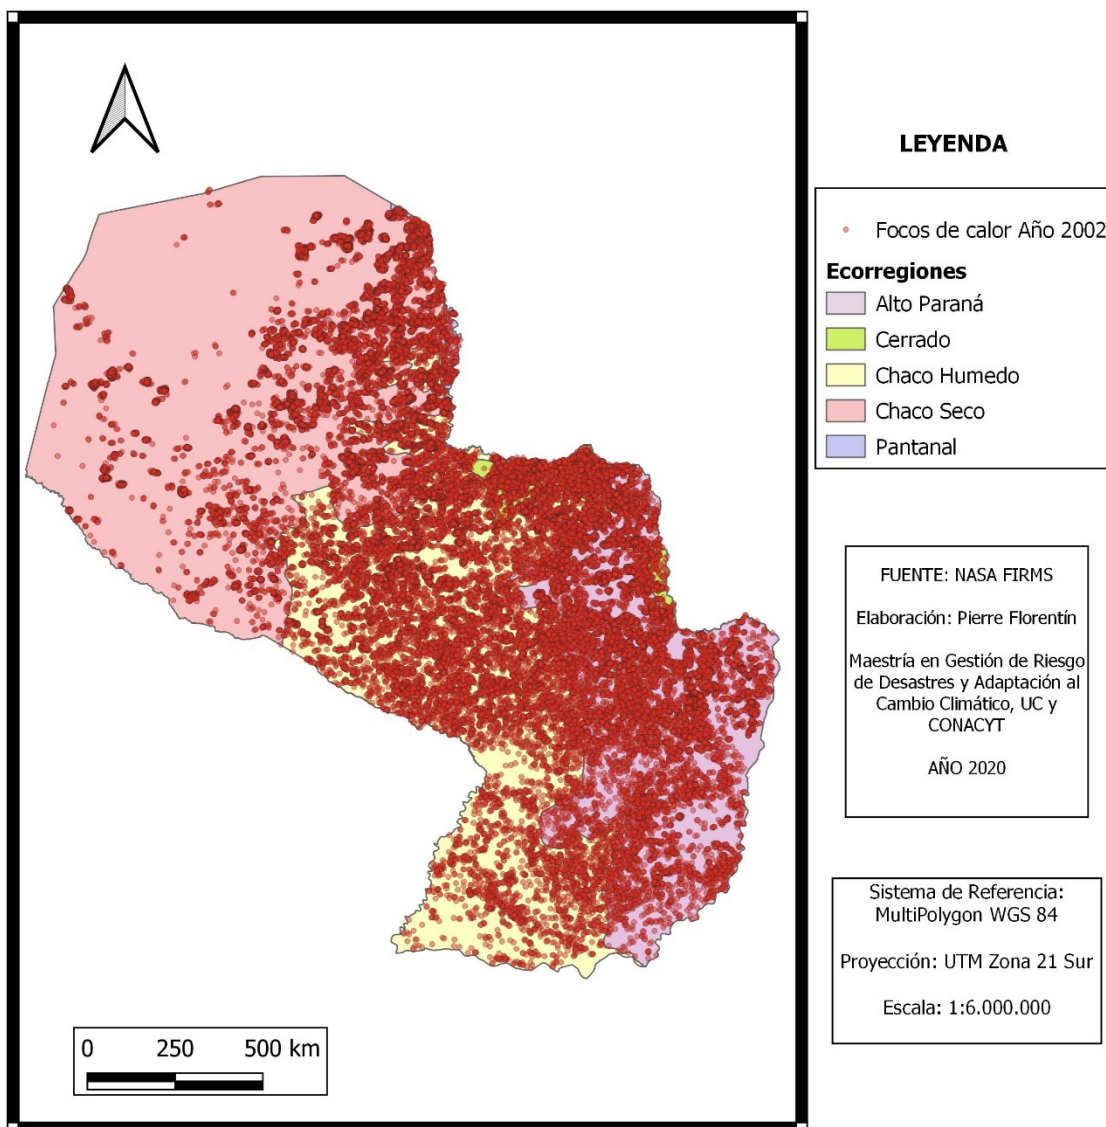 LEYENDA
Focos de calor Año 2002
Ecorregiones
Alto Paraná
Cerrado
Chaco Humedo
Chaco Seco
Pantanal
FUENTE: NASA FIRMS
Elaboración: Pierre Florentín
Maestría en Gestión de Riesgo
de Desastres y Adaptación al
Cambio Climático, UC y
CONACYT
AÑO 2020
Sistema de Referencia:
MultiPolygon WGS 84
Proyección: UTM Zona 21 Sur
Escala: 1:6.000.000
0 250 500 km